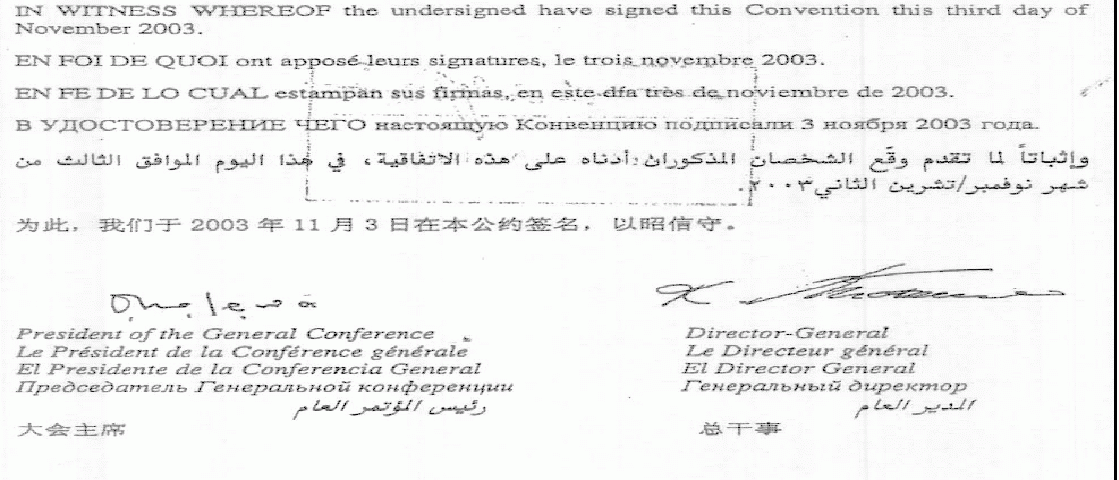 IN WITNESS WHEREOF the undersigned have signed this Convention this third day of
November 2003.
EN FOI DE QUOI ont apposé leurs signatures, le trois novembre 2003.
EN FE DE LO CUAL estampan sus firmas, en este dfa très de noviembre de 2003.
В УДОСТОВЕРЕНИЕ ЧЕГО настоящую Конвенцию подписали 3 ноября 2003 года.
وإثباتاً لما تقدم وقَّع الشخصان المذكوران أدناه على هذه الاتفاقية، في هذا اليوم الموافق الثالث من
شهر نوفمبر/تشرين الثاني ٢٠٠٣.
为此，我们于 2003 年 11 月 3 日在本公约签名，以昭信守。
President of the General Conference
Le Président de la Conférence générale
El Presidente de la Conferencia General
Председатель Генеральной конференции
رئيس المؤتمر العام
大会主席
Director-General
Le Directeur général
El Director General
Генеральный директор
المدير العام
总干事